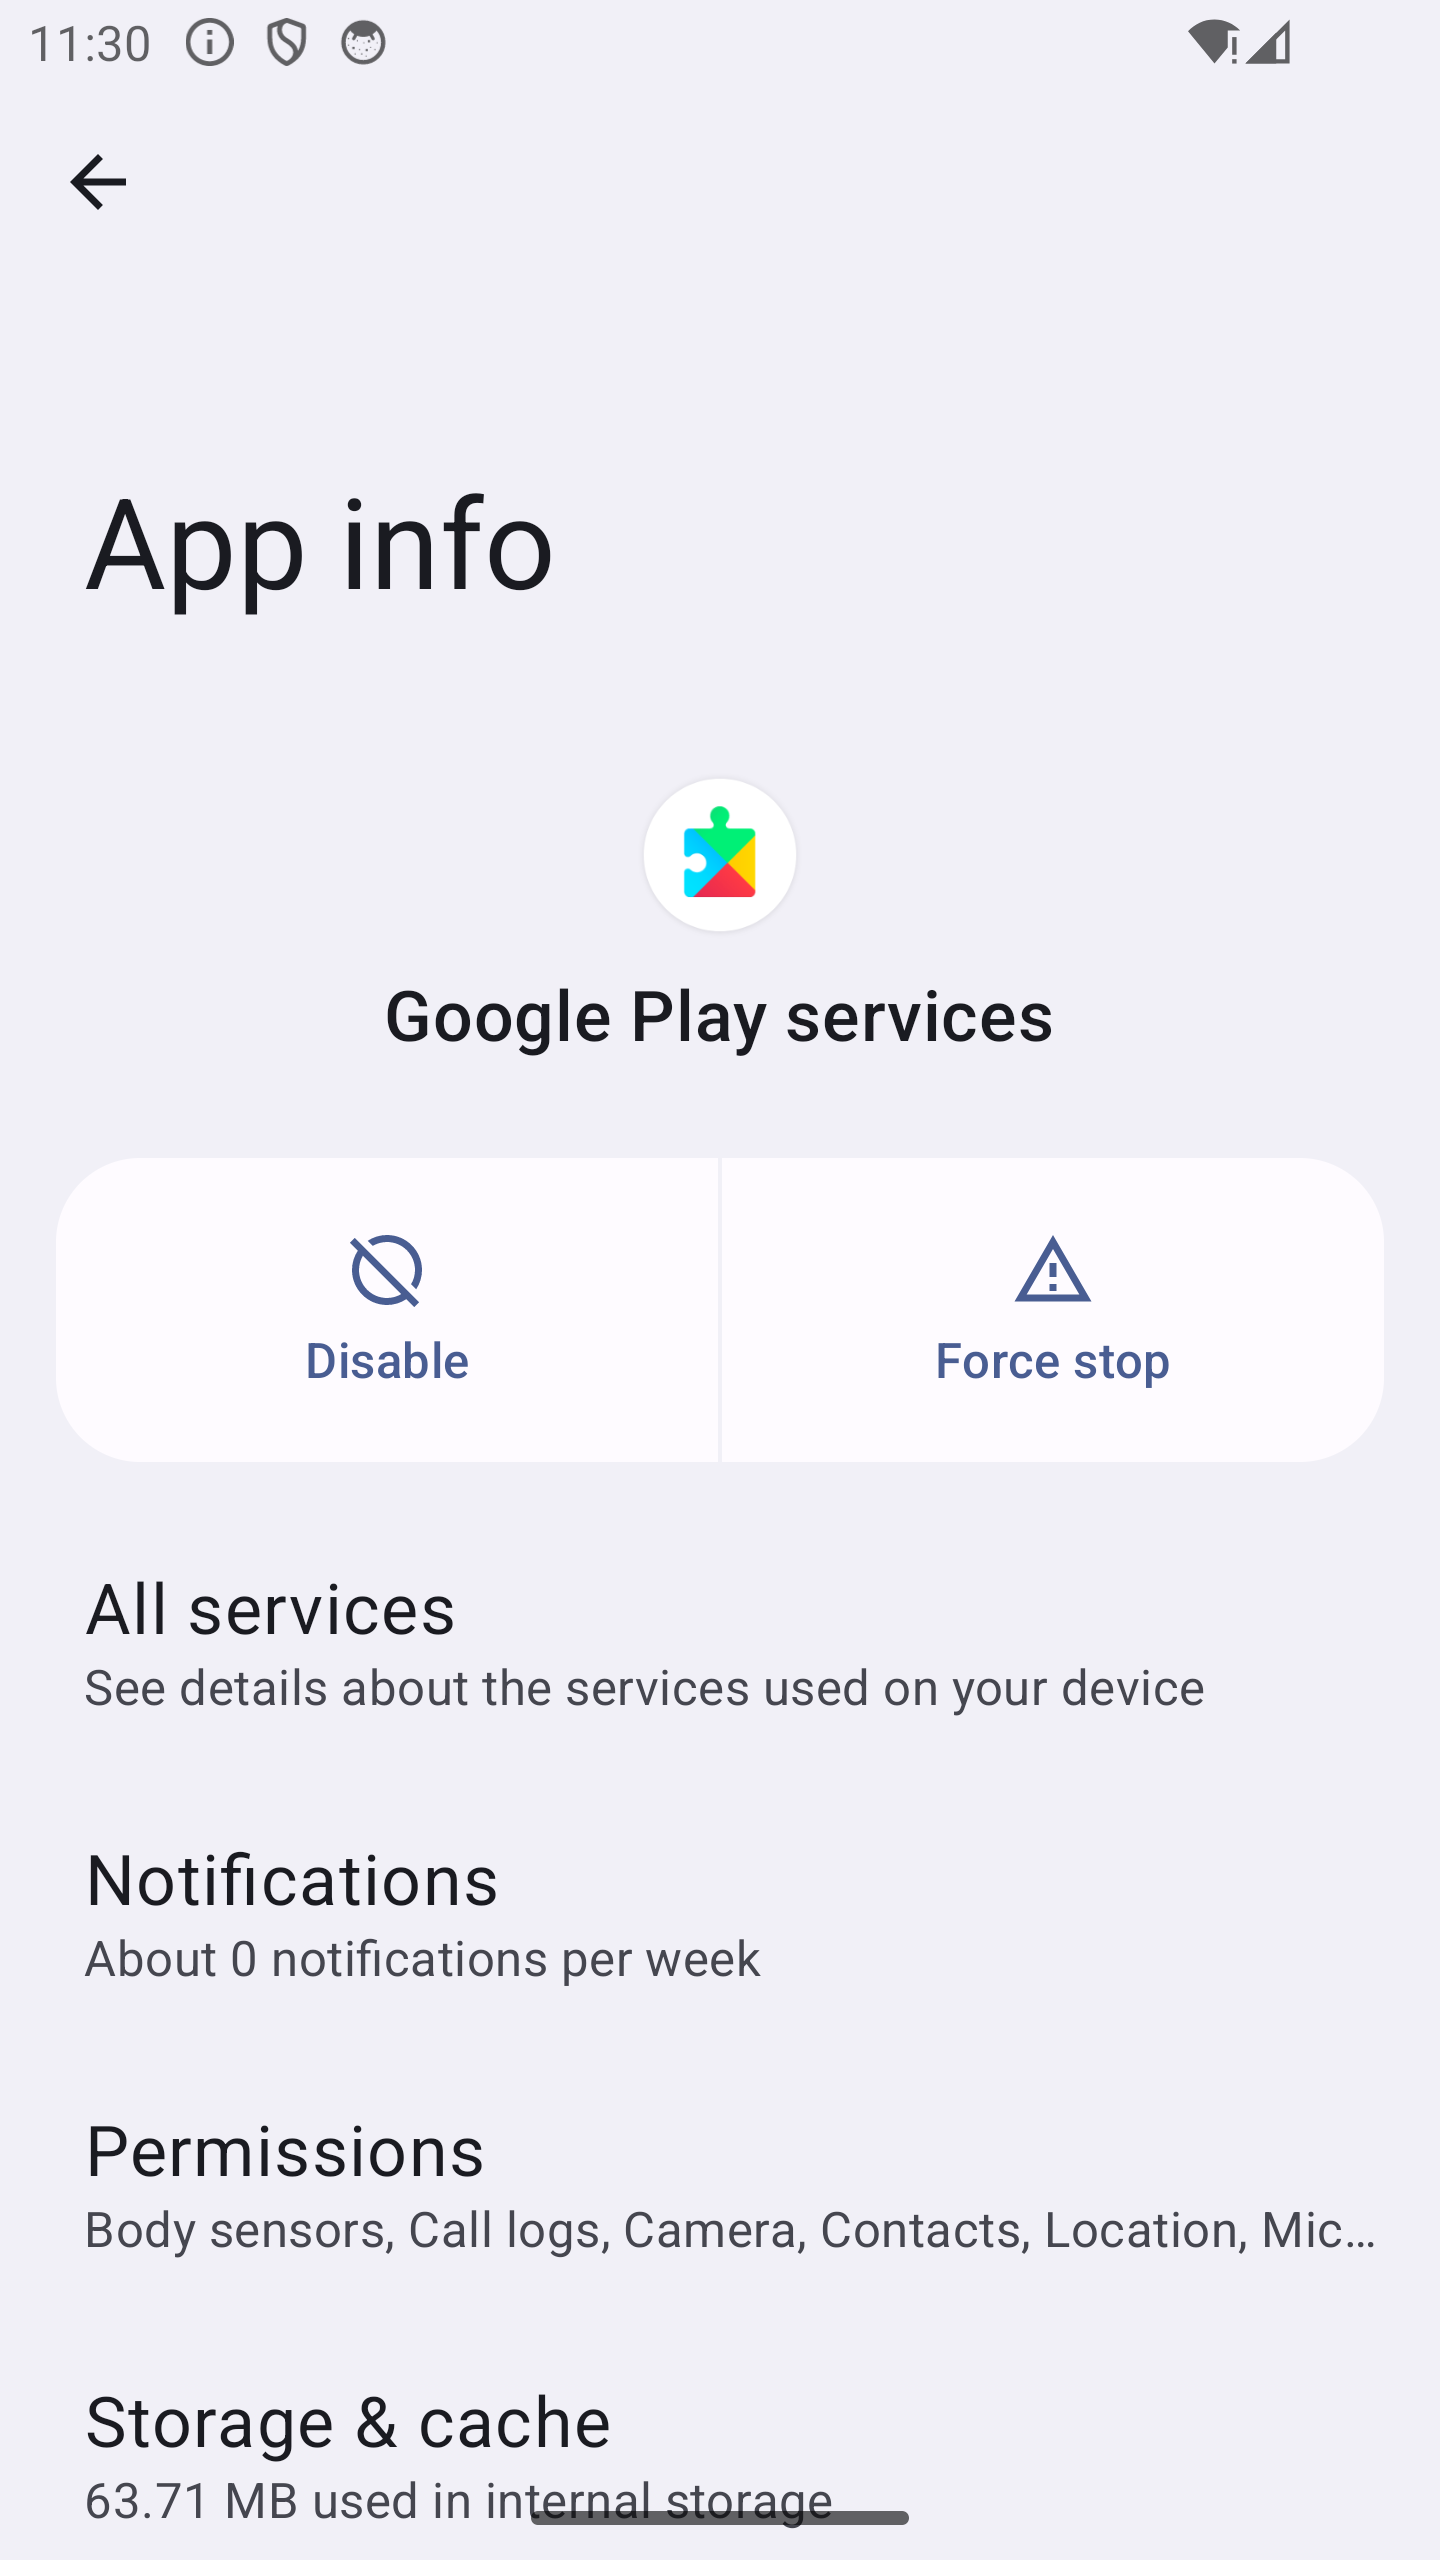 11:30
App info
Google Play services
Disable
Force stop
All services
See details about the services used on your device
Notifications
About 0 notifications per week
Permissions
Body sensors, Call logs, Camera, Contacts, Location, Mic…
Storage & cache
63.71 MB used in internal storage